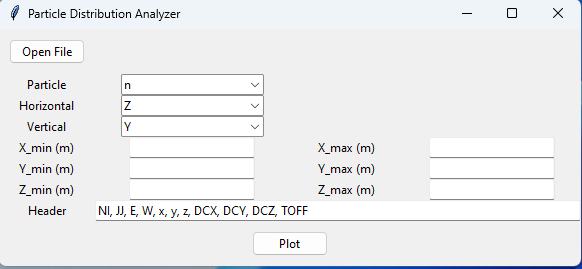 Particle Distribution Analyzer
Open File
Particle n
Horizontal Z
Vertical Y
X_min (m) X_max (m)
Y_min (m) Y_max (m)
Z_min (m) Z_max (m)
Header NI, JJ, E, W, x, y, z, DCX, DCY, DCZ, TOFF
Plot